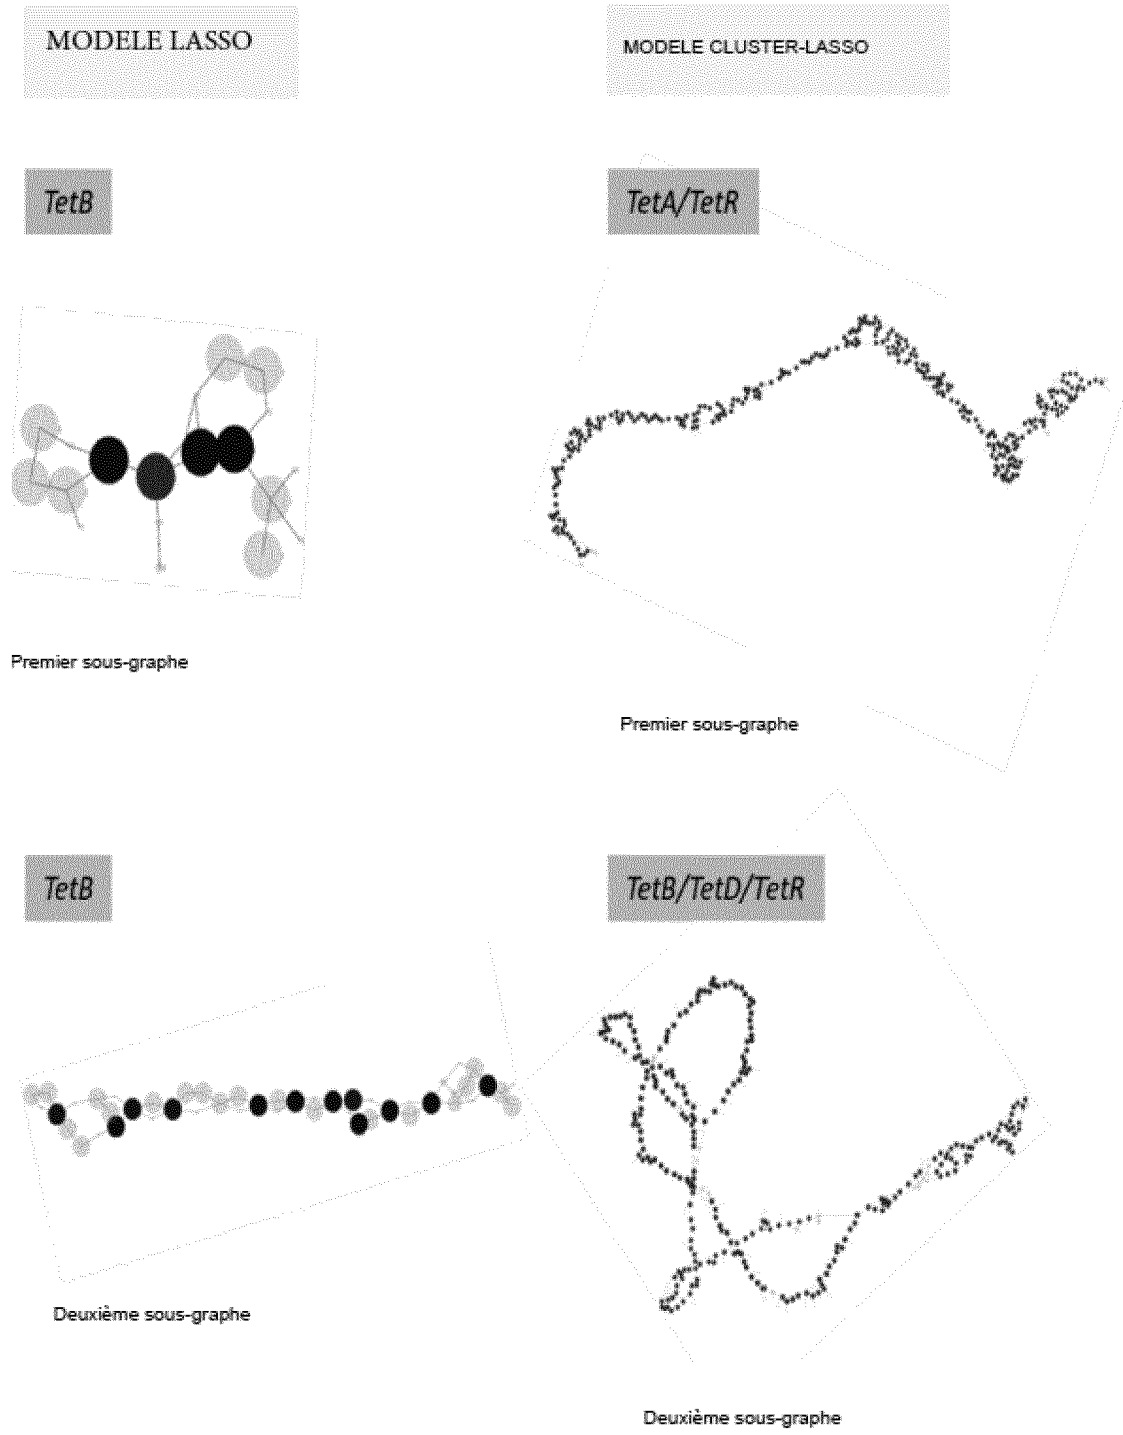 MODELE LASSO
MODELE CLUSTER-LASSO
TetB
TetA/TetR
Premier sous-graphe
Premier sous-graphe
TetB
TetB/TetD/TetR
Deuxième sous-graphe
Deuxième sous-graphe